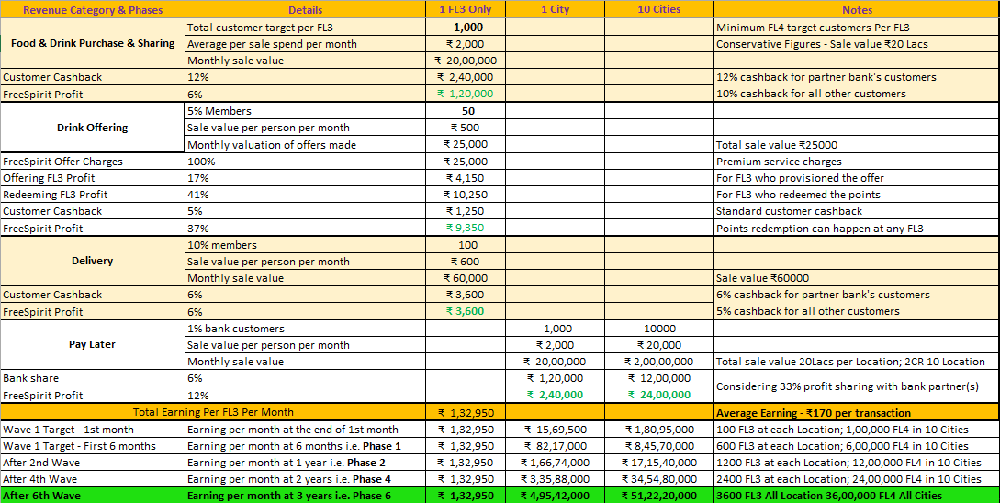 Revenue Category & Phases Details 1 FL3 Only 1 City 10 Cities Notes
Food & Drink Purchase & Sharing Total customer target per FL3 1,000 Minimum FL4 target customers Per FL3
Average per sale spend per month ₹ 2,000 Conservative Figures - Sale value ₹20 Lacs
Monthly sale value ₹ 20,00,000
Customer Cashback 12% ₹ 2,40,000 12% cashback for partner bank's customers
FreeSpirit Profit 6% ₹ 1,20,000 10% cashback for all other customers
Drink Offering 5% Members 50
Sale value per person per month ₹ 500
Monthly valuation of offers made ₹ 25,000 Total sale value ₹25000
FreeSpirit Offer Charges 100% ₹ 25,000 Premium service charges
Offering FL3 Profit 17% ₹ 4,150 For FL3 who provisioned the offer
Redeeming FL3 Profit 41% ₹ 10,250 For FL3 who redeemed the points
Customer Cashback 5% ₹ 1,250 Standard customer cashback
FreeSpirit Profit 37% ₹ 9,350 Points redemption can happen at any FL3
Delivery 10% members 100
Sale value per person per month ₹ 600
Monthly sale value ₹ 60,000 Sale value ₹60000
Customer Cashback 6% ₹ 3,600 6% cashback for partner bank's customers
FreeSpirit Profit 6% ₹ 3,600 5% cashback for all other customers
Pay Later 1% bank customers 1,000 10000
Sale value per person per month ₹ 2,000 ₹ 20,000
Monthly sale value ₹ 20,00,000 ₹ 2,00,00,000 Total sale value 20Lacs per Location; 2CR 10 Location
Bank share 6% ₹ 1,20,000 ₹ 12,00,000 Considering 33% profit sharing with bank partner(s)
FreeSpirit Profit 12% ₹ 2,40,000 ₹ 24,00,000
Total Earning Per FL3 Per Month ₹ 1,32,950 Average Earning - ₹170 per transaction
Wave 1 Target - 1st month Earning per month at the end of 1st month ₹ 1,32,950 ₹ 15,69,500 ₹ 1,80,95,000 100 FL3 at each Location; 1,00,000 FL4 in 10 Cities
Wave 1 Target - First 6 months Earning per month at 6 months i.e. Phase 1 ₹ 1,32,950 ₹ 82,17,000 ₹ 8,45,70,000 600 FL3 at each Location; 6,00,000 FL4 in 10 Cities
After 2nd Wave Earning per month at 1 year i.e. Phase 2 ₹ 1,32,950 ₹ 1,66,74,000 ₹ 17,15,40,000 1200 FL3 at each Location; 12,00,000 FL4 in 10 Cities
After 4th Wave Earning per month at 2 years i.e. Phase 4 ₹ 1,32,950 ₹ 3,35,88,000 ₹ 34,54,80,000 2400 FL3 at each Location; 24,00,000 FL4 in 10 Cities
After 6th Wave Earning per month at 3 years i.e. Phase 6 ₹ 1,32,950 ₹ 4,95,42,000 ₹ 51,22,20,000 3600 FL3 All Location 36,00,000 FL4 All Cities